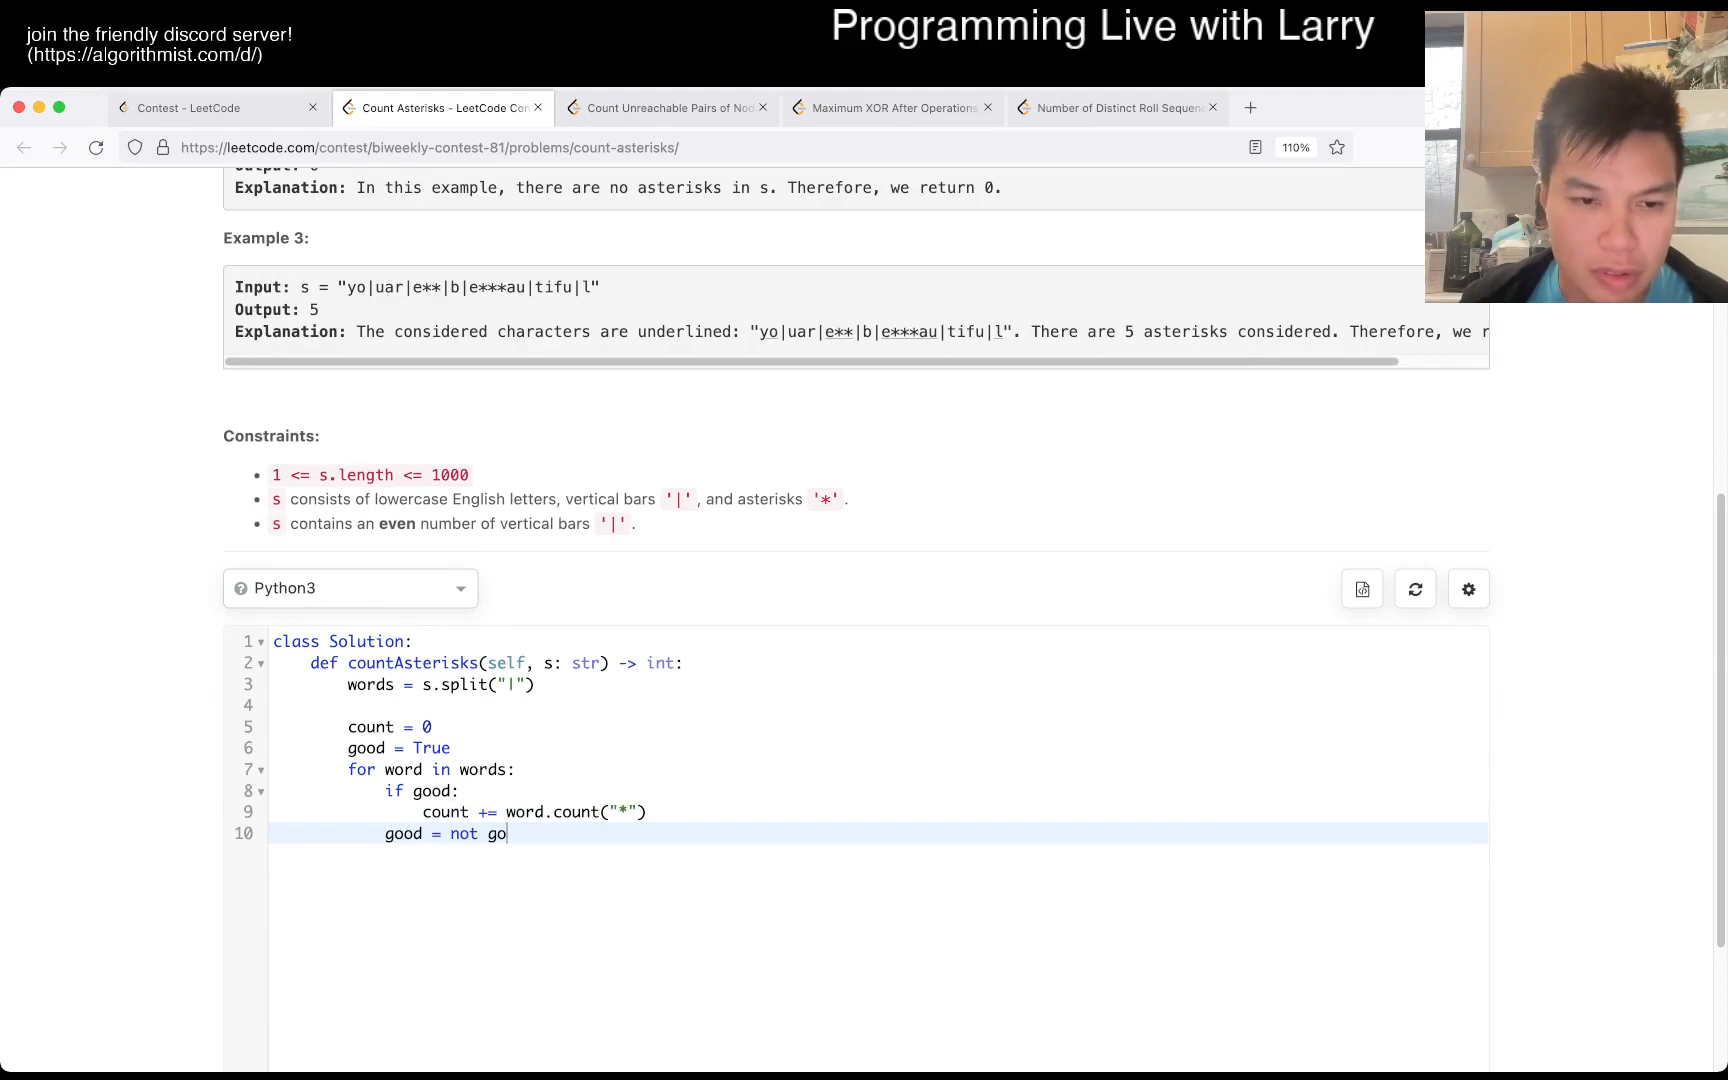 join the friendly discord server!
(https://algorithmist.com/d/)
Programming Live with Larry
Contest - LeetCode
Count Asterisks - LeetCode Con
Count Unreachable Pairs of Nod
Maximum XOR After Operations
Number of Distinct Roll Sequenc
https://leetcode.com/contest/biweekly-contest-81/problems/count-asterisks/
110%
Explanation: In this example, there are no asterisks in s. Therefore, we return 0.
Example 3:
Input: s = "yo|uar|e**|b|e***au|tifu|l"
Output: 5
Explanation: The considered characters are underlined: "yo|uar|e**|b|e***au|tifu|l". There are 5 asterisks considered. Therefore, we r
Constraints:
1 <= s.length <= 1000
s consists of lowercase English letters, vertical bars '|', and asterisks '*'.
s contains an even number of vertical bars '|'.
Python3
1 class Solution:
2 def countAsterisks(self, s: str) -> int:
3 words = s.split("|")
4
5 count = 0
6 good = True
7 for word in words:
8 if good:
9 count += word.count("*")
10 good = not go